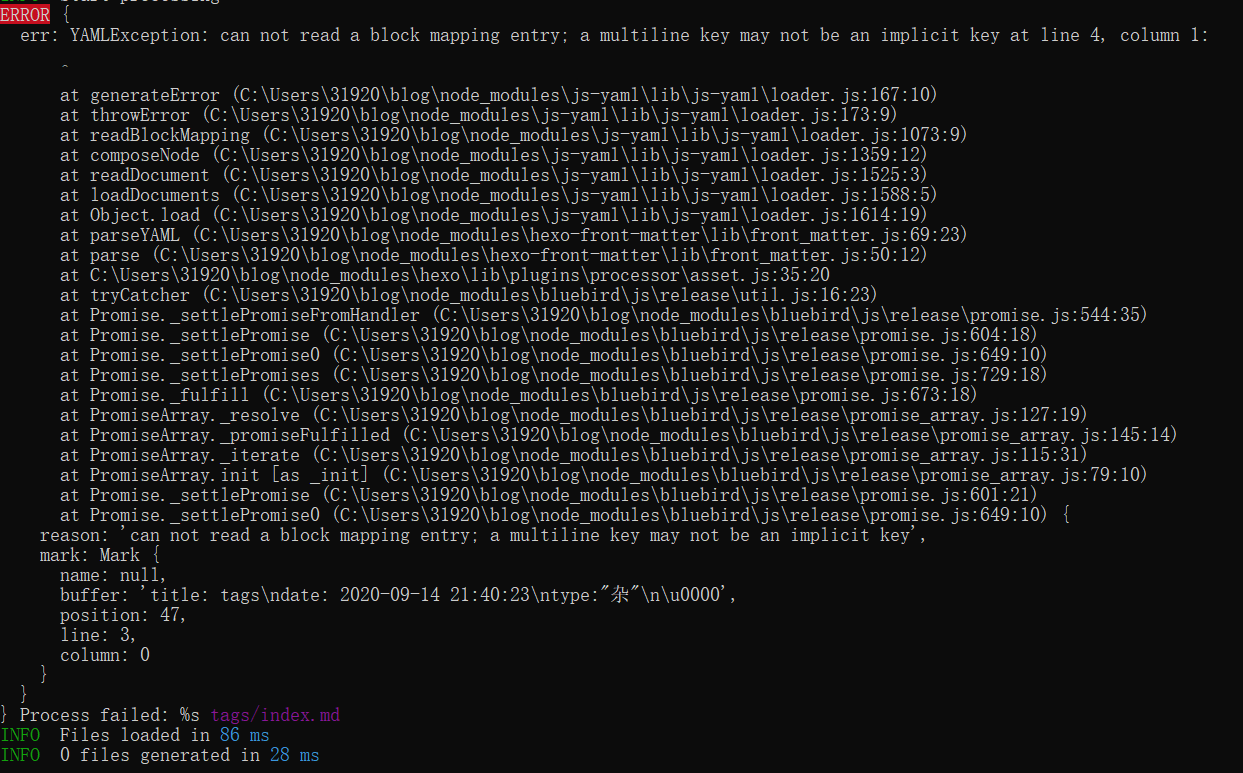 ERROR {
err: YAMLException: can not read a block mapping entry; a multiline key may not be an implicit key at line 4, column 1:
^
at generateError (C:\Users\31920\blog\node_modules\js-yaml\lib\js-yaml\loader.js:167:10)
at throwError (C:\Users\31920\blog\node_modules\js-yaml\lib\js-yaml\loader.js:173:9)
at readBlockMapping (C:\Users\31920\blog\node_modules\js-yaml\lib\js-yaml\loader.js:1073:9)
at composeNode (C:\Users\31920\blog\node_modules\js-yaml\lib\js-yaml\loader.js:1359:12)
at readDocument (C:\Users\31920\blog\node_modules\js-yaml\lib\js-yaml\loader.js:1525:3)
at loadDocuments (C:\Users\31920\blog\node_modules\js-yaml\lib\js-yaml\loader.js:1588:5)
at Object.load (C:\Users\31920\blog\node_modules\js-yaml\lib\js-yaml\loader.js:1614:19)
at parseYAML (C:\Users\31920\blog\node_modules\hexo-front-matter\lib\front_matter.js:69:23)
at parse (C:\Users\31920\blog\node_modules\hexo-front-matter\lib\front_matter.js:50:12)
at C:\Users\31920\blog\node_modules\hexo\lib\plugins\processor\asset.js:35:20
at tryCatcher (C:\Users\31920\blog\node_modules\bluebird\js\release\util.js:16:23)
at Promise._settlePromiseFromHandler (C:\Users\31920\blog\node_modules\bluebird\js\release\promise.js:544:35)
at Promise._settlePromise (C:\Users\31920\blog\node_modules\bluebird\js\release\promise.js:604:18)
at Promise._settlePromise0 (C:\Users\31920\blog\node_modules\bluebird\js\release\promise.js:649:10)
at Promise._settlePromises (C:\Users\31920\blog\node_modules\bluebird\js\release\promise.js:729:18)
at Promise._fulfill (C:\Users\31920\blog\node_modules\bluebird\js\release\promise.js:673:18)
at PromiseArray._resolve (C:\Users\31920\blog\node_modules\bluebird\js\release\promise_array.js:127:19)
at PromiseArray._promiseFulfilled (C:\Users\31920\blog\node_modules\bluebird\js\release\promise_array.js:145:14)
at PromiseArray._iterate (C:\Users\31920\blog\node_modules\bluebird\js\release\promise_array.js:115:31)
at PromiseArray.init [as _init] (C:\Users\31920\blog\node_modules\bluebird\js\release\promise_array.js:79:10)
at Promise._settlePromise (C:\Users\31920\blog\node_modules\bluebird\js\release\promise.js:601:21)
at Promise._settlePromise0 (C:\Users\31920\blog\node_modules\bluebird\js\release\promise.js:649:10) {
reason: 'can not read a block mapping entry; a multiline key may not be an implicit key',
mark: Mark {
name: null,
buffer: 'title: tags\ndate: 2020-09-14 21:40:23\ntype:"杂"\n\u0000',
position: 47,
line: 3,
column: 0
}
}
} Process failed: %s tags/index.md
INFO Files loaded in 86 ms
INFO 0 files generated in 28 ms